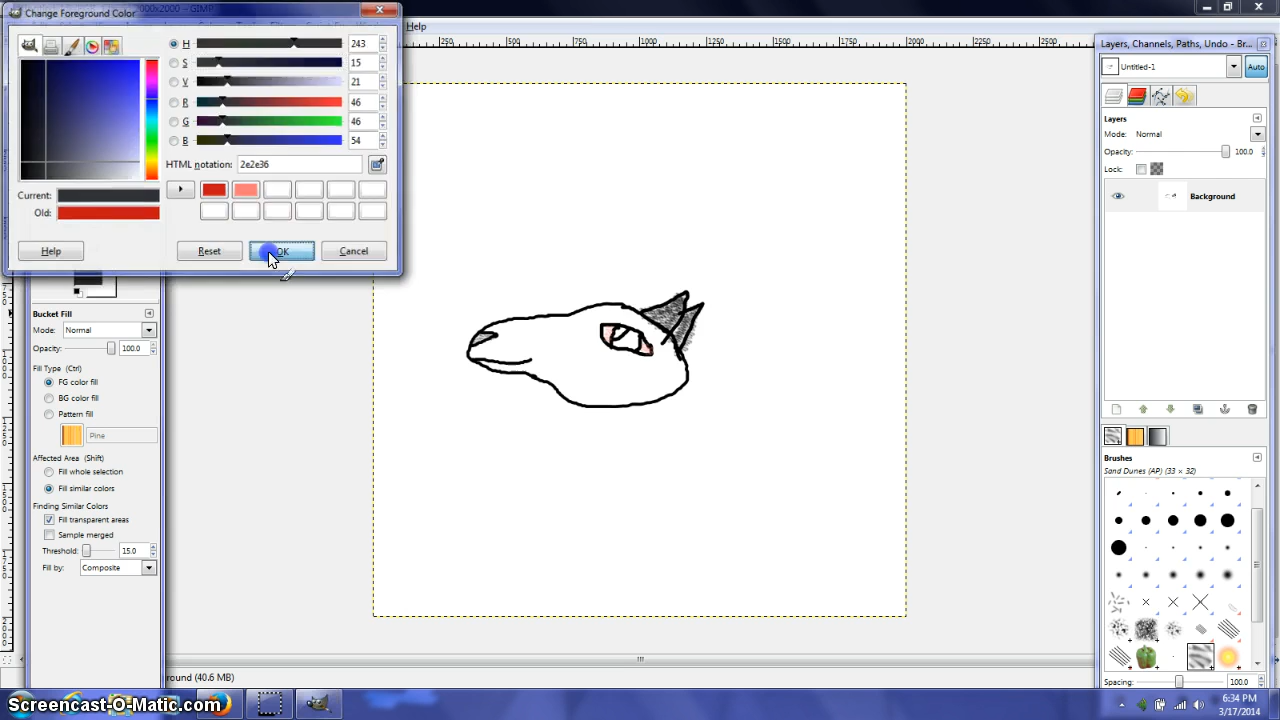 Change Foreground Color
000x2000 – GIMP
Help
H 243
S 15
V 21
R 46
G 46
B 54
HTML notation: 2e2e36
Current:
Old:
Help Reset OK Cancel
500 750 1000 1250 1500 1750 2000 2250 2500
Layers, Channels, Paths, Undo - Br...
Untitled-1 Auto
Layers
Mode: Normal
Opacity: 100.0
Lock:
Background
Bucket Fill
Mode: Normal
Opacity: 100.0
Fill Type (Ctrl)
FG color fill
BG color fill
Pattern fill
Pine
Affected Area (Shift)
Fill whole selection
Fill similar colors
Finding Similar Colors
Fill transparent areas
Sample merged
Threshold: 15.0
Fill by: Composite
Brushes
Sand Dunes (AP) (33 × 32)
Spacing: 100.0
round (40.6 MB)
Screencast-O-Matic.com
6:34 PM
3/17/2014